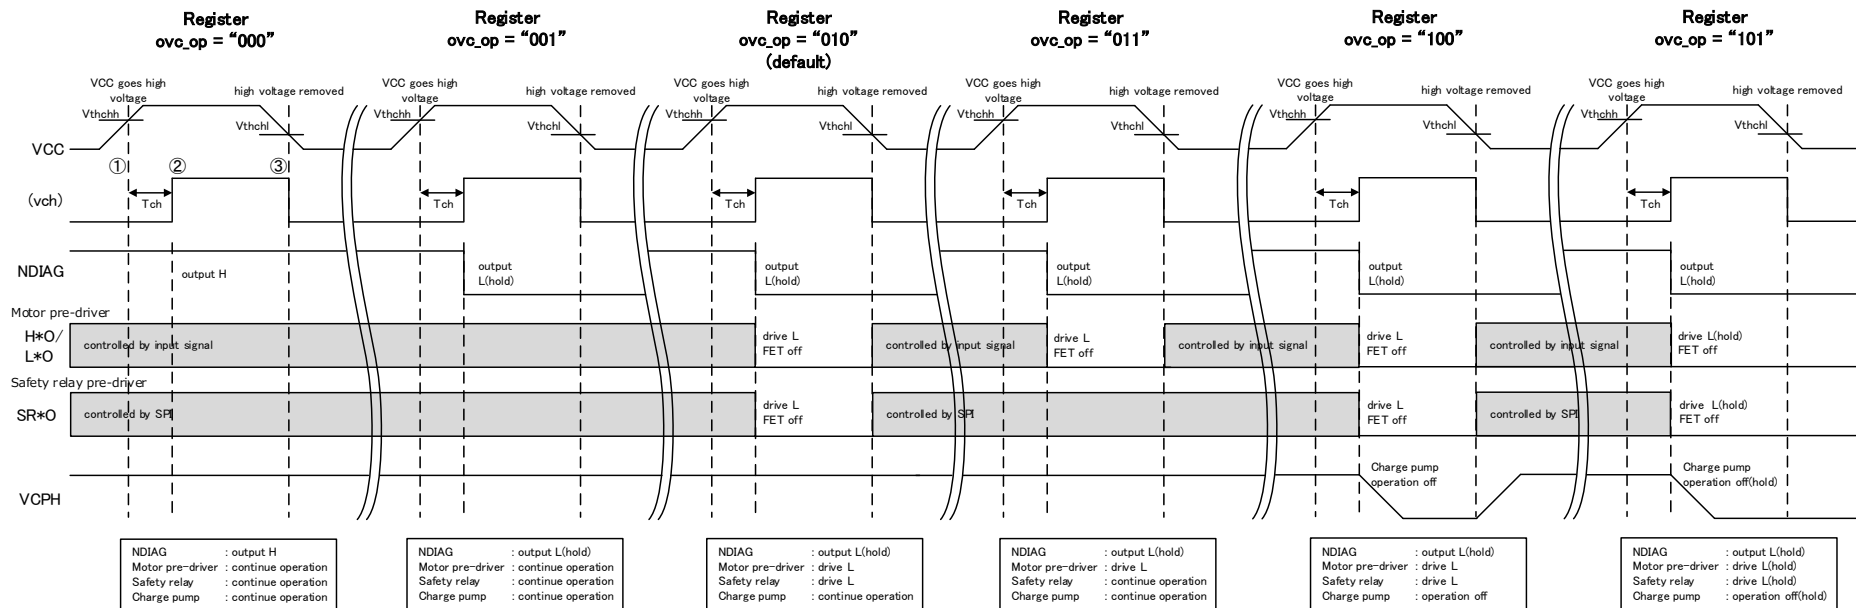 Register
ovc_op = “000”
Register
ovc_op = “001”
Register
ovc_op = “010”
(default)
Register
ovc_op = “011”
Register
ovc_op = “100”
Register
ovc_op = “101”
VCC goes high
voltage
high voltage removed
VCC goes high
voltage
high voltage removed
VCC goes high
voltage
high voltage removed
VCC goes high
voltage
high voltage removed
VCC goes high
voltage
high voltage removed
VCC goes high
voltage
high voltage removed
VCC
Vthchh
Vthchl
Vthchh
Vthchl
Vthchh
Vthchl
Vthchh
Vthchl
Vthchh
Vthchl
Vthchh
Vthchl
① ② ③
(vch)
Tch
Tch
Tch
Tch
Tch
Tch
NDIAG
output H
output
L(hold)
output
L(hold)
output
L(hold)
output
L(hold)
output
L(hold)
Motor pre-driver
H*O/
L*O
controlled by input signal
drive L
FET off
controlled by input signal
drive L
FET off
controlled by input signal
drive L
FET off
controlled by input signal
drive L(hold)
FET off
Safety relay pre-driver
SR*O
controlled by SPI
drive L
FET off
controlled by SPI
drive L
FET off
controlled by SPI
drive L(hold)
FET off
VCPH
Charge pump
operation off
Charge pump
operation off(hold)
NDIAG : output H
Motor pre-driver : continue operation
Safety relay : continue operation
Charge pump : continue operation
NDIAG : output L(hold)
Motor pre-driver : continue operation
Safety relay : continue operation
Charge pump : continue operation
NDIAG : output L(hold)
Motor pre-driver : drive L
Safety relay : drive L
Charge pump : continue operation
NDIAG : output L(hold)
Motor pre-driver : drive L
Safety relay : continue operation
Charge pump : continue operation
NDIAG : output L(hold)
Motor pre-driver : drive L
Safety relay : drive L
Charge pump : operation off
NDIAG : output L(hold)
Motor pre-driver : drive L(hold)
Safety relay : drive L(hold)
Charge pump : operation off(hold)